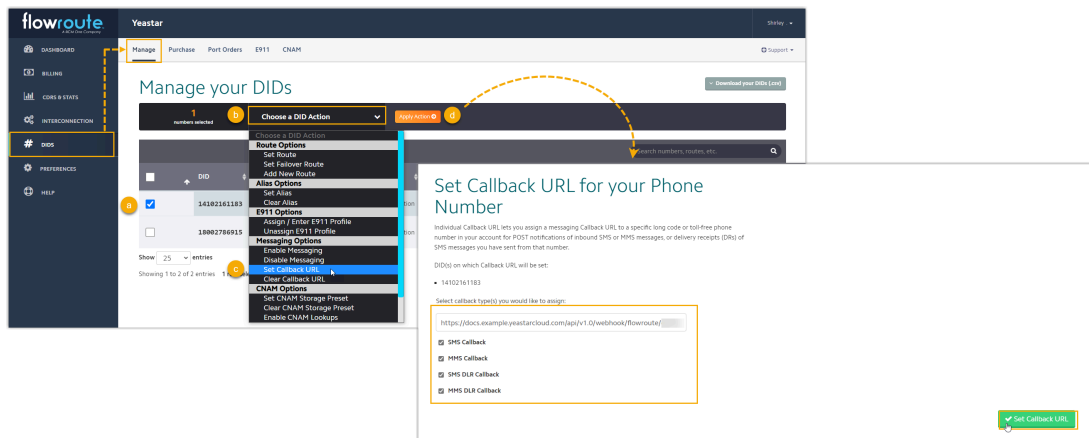 flowroute
A BCM One Company
Yeastar
Shirley .
DASHBOARD
BILLING
CDRS & STATS
INTERCONNECTION
DIDS
PREFERENCES
HELP
Manage Purchase Port Orders E911 CNAM
Support
Manage your DIDs
Download your DIDs (.csv)
1
numbers selected
b
Choose a DID Action
Apply Action
d
Choose a DID Action
Route Options
Set Route
Set Failover Route
Add New Route
Alias Options
Set Alias
Clear Alias
E911 Options
Assign / Enter E911 Profile
Unassign E911 Profile
Messaging Options
Enable Messaging
Disable Messaging
c
Set Callback URL
Clear Callback URL
CNAM Options
Set CNAM Storage Preset
Clear CNAM Storage Preset
Enable CNAM Lookups
search numbers, routes, etc.
DID
a
14102161183
18002786915
Show 25 entries
Showing 1 to 2 of 2 entries
Set Callback URL for your Phone
Number
Individual Callback URL lets you assign a messaging Callback URL to a specific long code or toll-free phone
number in your account for POST notifications of inbound SMS or MMS messages, or delivery receipts (DRs) of
SMS messages you have sent from that number.
DID(s) on which Callback URL will be set:
• 14102161183
Select callback type(s) you would like to assign:
https://docs.example.yeastarcloud.com/api/v1.0/webhook/flowroute/
SMS Callback
MMS Callback
SMS DLR Callback
MMS DLR Callback
Set Callback URL